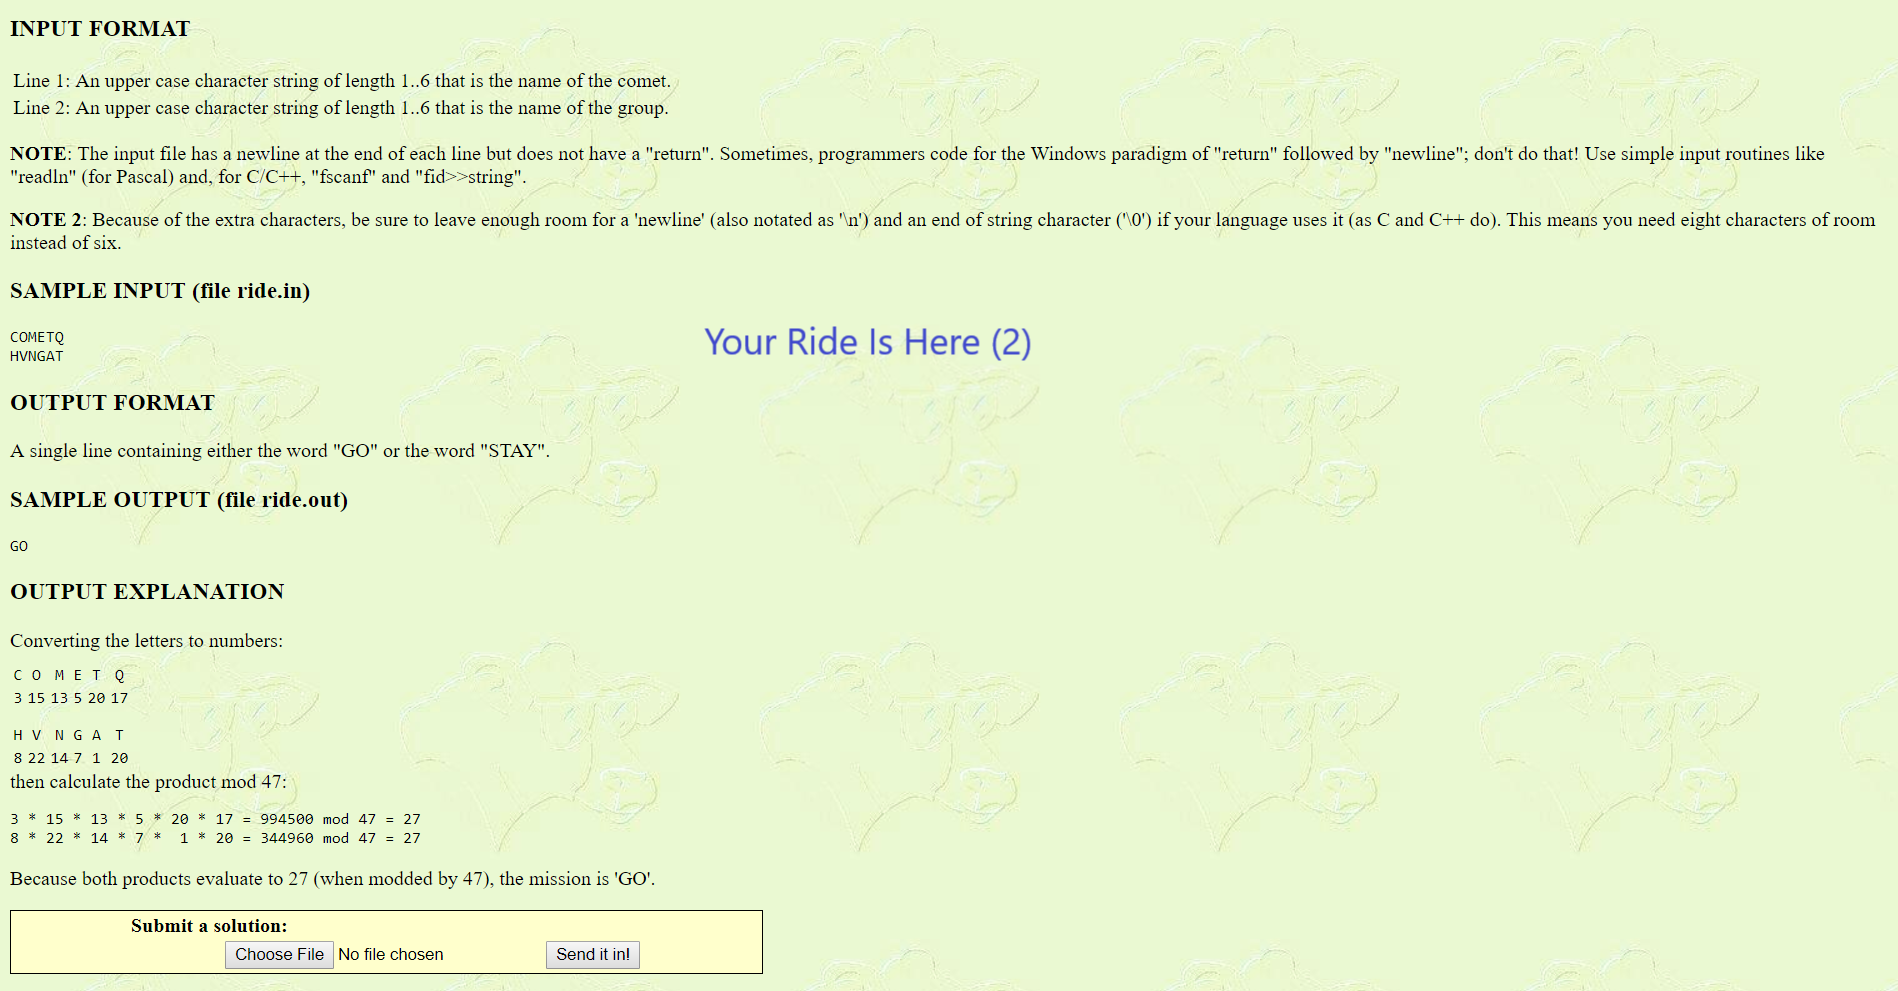 INPUT FORMAT
Line 1: An upper case character string of length 1..6 that is the name of the comet.
Line 2: An upper case character string of length 1..6 that is the name of the group.
NOTE: The input file has a newline at the end of each line but does not have a "return". Sometimes, programmers code for the Windows paradigm of "return" followed by "newline"; don't do that! Use simple input routines like
"readln" (for Pascal) and, for C/C++, "fscanf" and "fid>>string".
NOTE 2: Because of the extra characters, be sure to leave enough room for a 'newline' (also notated as '\n') and an end of string character ('\0') if your language uses it (as C and C++ do). This means you need eight characters of room
instead of six.
SAMPLE INPUT (file ride.in)
COMETQ
HVNGAT
Your Ride Is Here (2)
OUTPUT FORMAT
A single line containing either the word "GO" or the word "STAY".
SAMPLE OUTPUT (file ride.out)
GO
OUTPUT EXPLANATION
Converting the letters to numbers:
C O M E T Q
3 15 13 5 20 17
H V N G A T
8 22 14 7 1 20
then calculate the product mod 47:
3 * 15 * 13 * 5 * 20 * 17 = 994500 mod 47 = 27
8 * 22 * 14 * 7 * 1 * 20 = 344960 mod 47 = 27
Because both products evaluate to 27 (when modded by 47), the mission is 'GO'.
Submit a solution:
Choose File No file chosen Send it in!